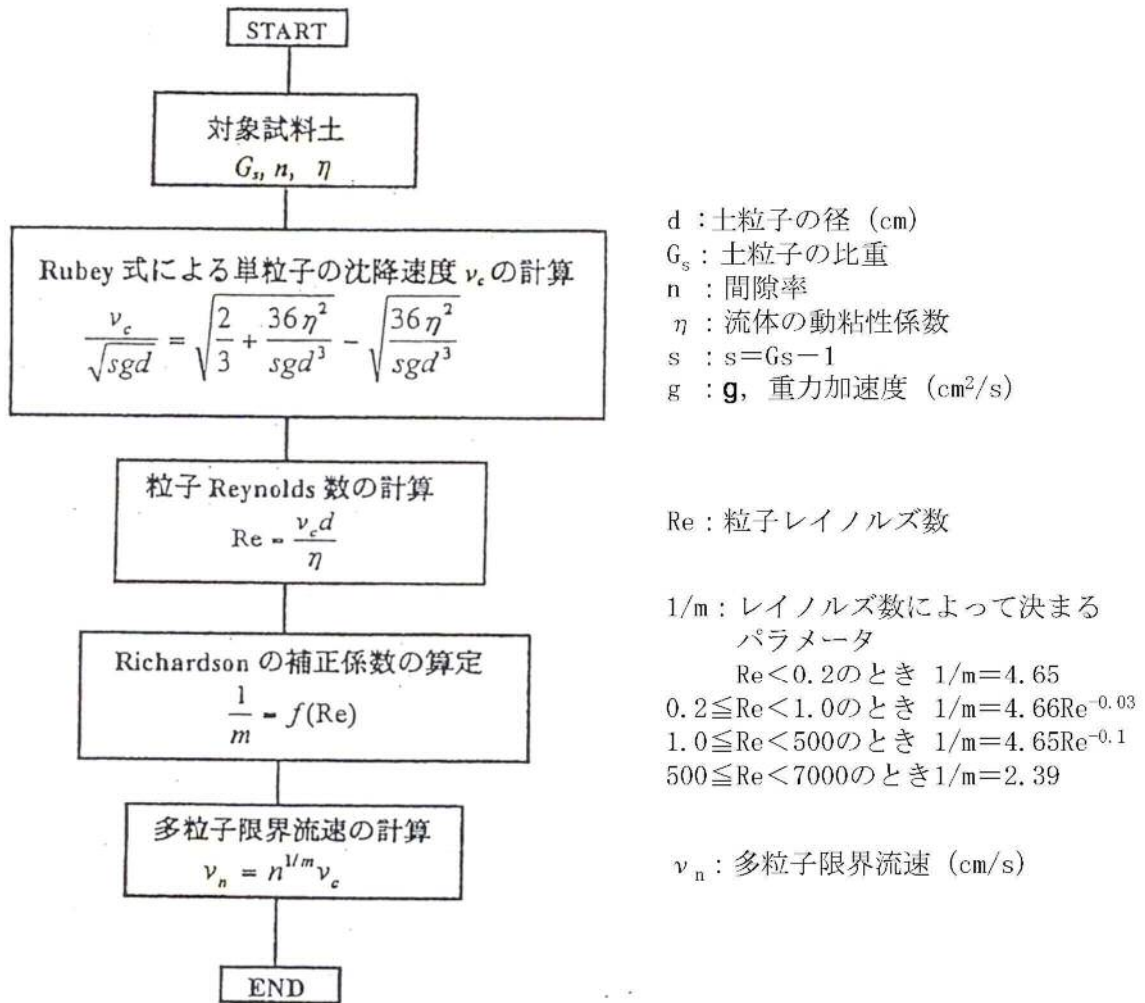 START
対象試料土
Gs, n, η
Rubey 式による単粒子の沈降速度 νc の計算
νc/√sgd = √(2/3 + 36η²/sgd³) − √(36η²/sgd³)
粒子 Reynolds 数の計算
Re = νcd/η
Richardson の補正係数の算定
1/m = f(Re)
多粒子限界流速の計算
νn = n^1/m νc
END
d :土粒子の径 (cm)
Gs:土粒子の比重
n :間隙率
η:流体の動粘性係数
s :s=Gs−1
g :g, 重力加速度 (cm²/s)
Re:粒子レイノルズ数
1/m:レイノルズ数によって決まる
パラメータ
Re<0.2のとき 1/m=4.65
0.2≦Re<1.0のとき 1/m=4.66Re⁻⁰·⁰³
1.0≦Re<500のとき 1/m=4.65Re⁻⁰·¹
500≦Re<7000のとき1/m=2.39
νn:多粒子限界流速 (cm/s)